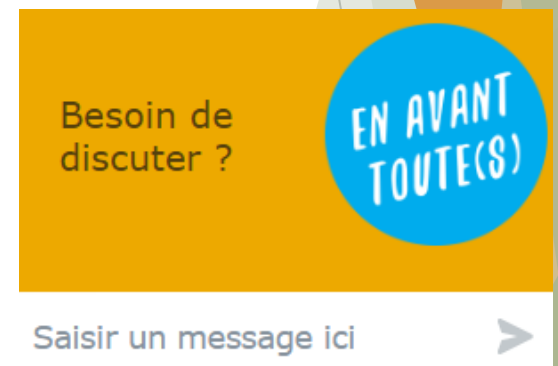 Besoin de
discuter ?
EN AVANT
TOUTE(S)
Saisir un message ici